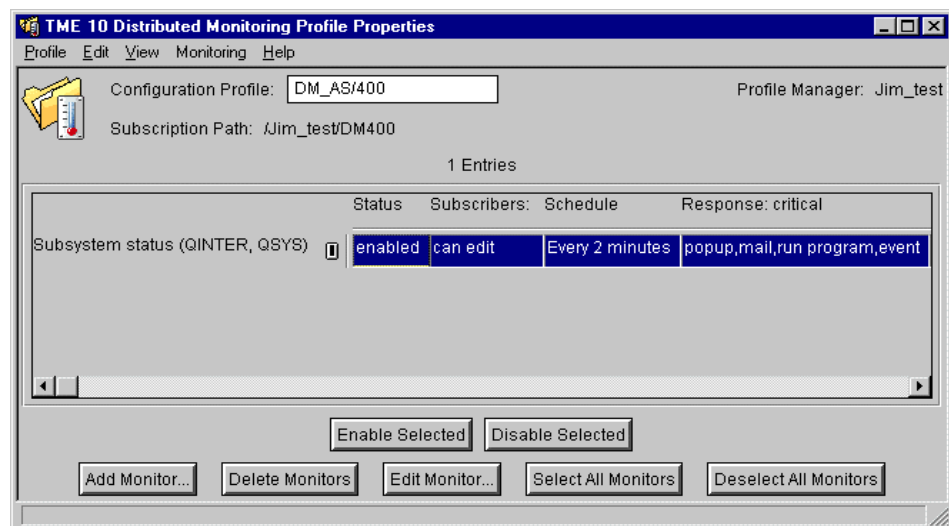 TME 10 Distributed Monitoring Profile Properties
Profile Edit View Monitoring Help
Configuration Profile: DM_AS/400 Profile Manager: Jim_test
Subscription Path: /Jim_test/DM400
1 Entries
Status Subscribers: Schedule Response: critical
Subsystem status (QINTER, QSYS) enabled can edit Every 2 minutes popup,mail,run program,event
Enable Selected Disable Selected
Add Monitor... Delete Monitors Edit Monitor... Select All Monitors Deselect All Monitors